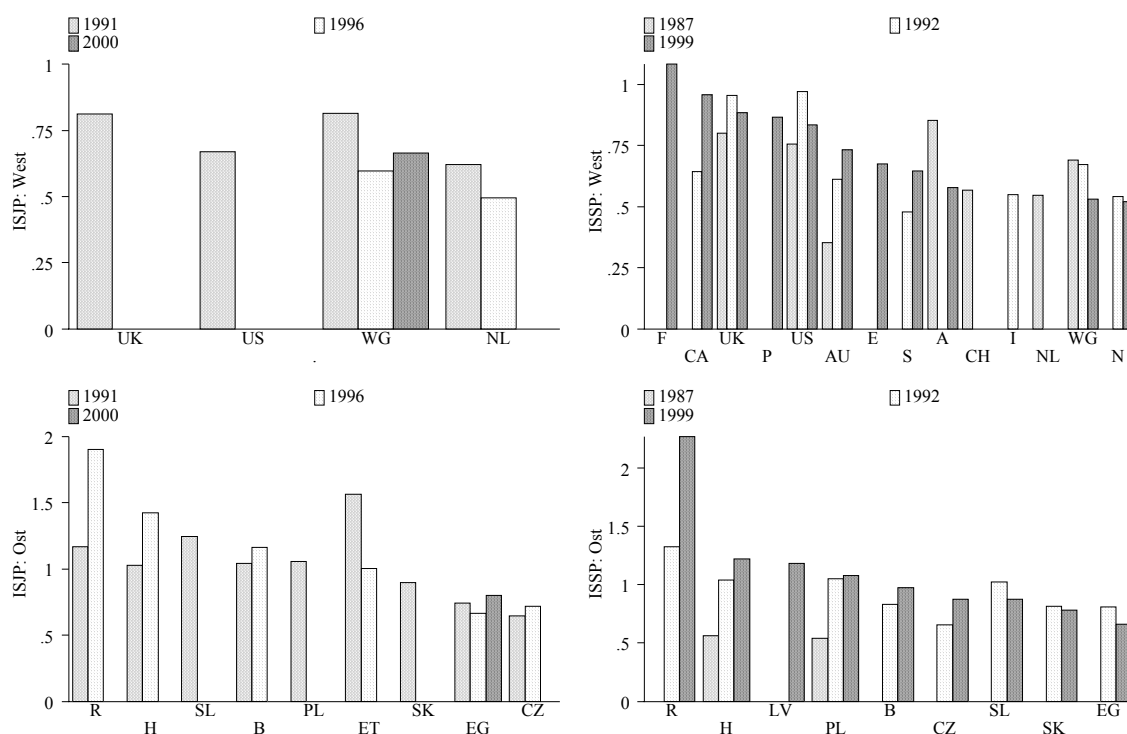 1991 1996
2000
1
.75
.5
.25
0
ISJP: West
UK US WG NL
.
1987 1992
1999
1
.75
.5
.25
0
ISSP: West
F UK P US E A I WG
CA AU S CH NL N
1991 1996
2000
2
1.5
1
.5
0
ISJP: Ost
R SL PL SK CZ
H B ET EG
1987 1992
1999
2
1.5
1
.5
0
ISSP: Ost
R LV B SL EG
H PL CZ SK